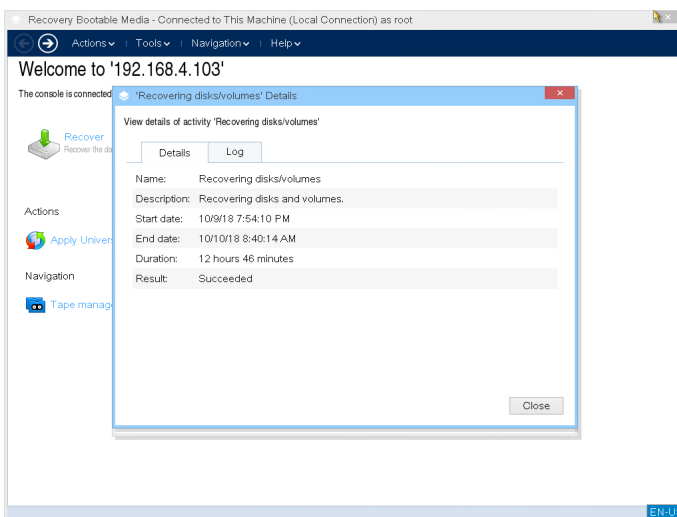 Recovery Bootable Media - Connected to This Machine (Local Connection) as root
Actions Tools Navigation Help
Welcome to '192.168.4.103'
The console is connected
'Recovering disks/volumes' Details
View details of activity 'Recovering disks/volumes'
Details Log
Recover
Recover the da
Name: Recovering disks/volumes
Description: Recovering disks and volumes.
Start date: 10/9/18 7:54:10 PM
End date: 10/10/18 8:40:14 AM
Duration: 12 hours 46 minutes
Result: Succeeded
Actions
Apply Univer
Navigation
Tape manag
Close
EN-U